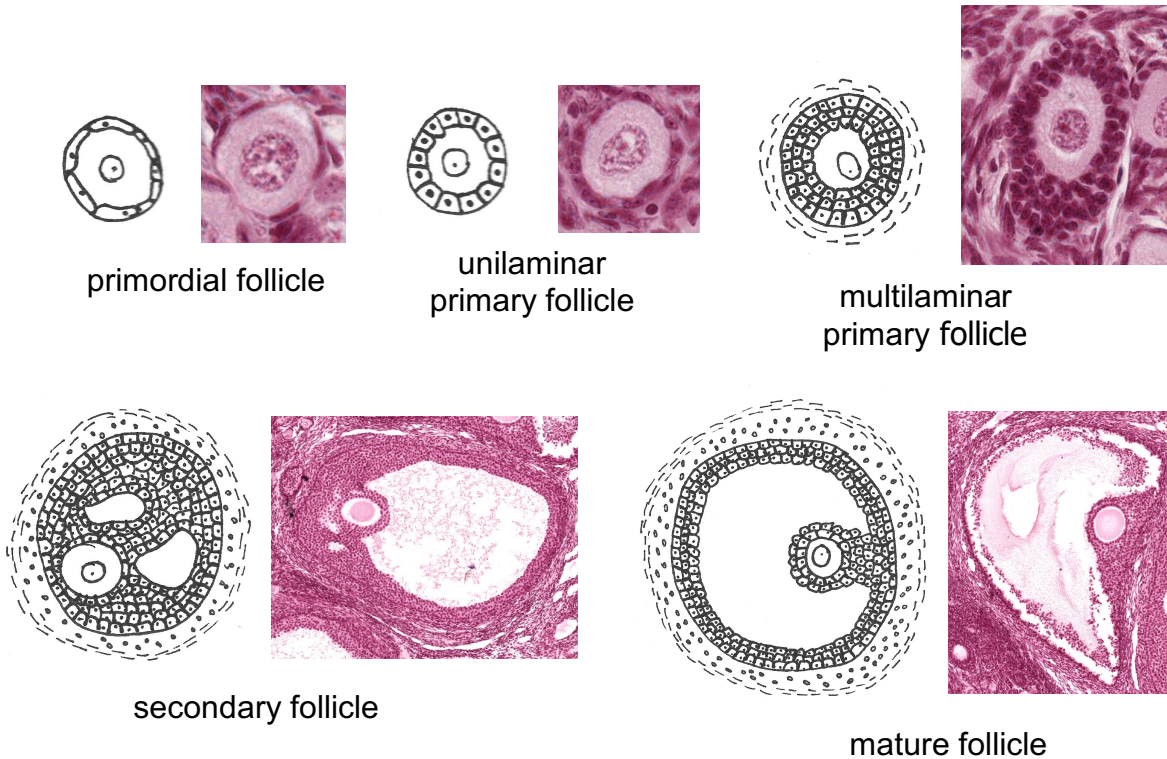 primordial follicle
unilaminar
primary follicle
multilaminar
primary follicle
secondary follicle
mature follicle